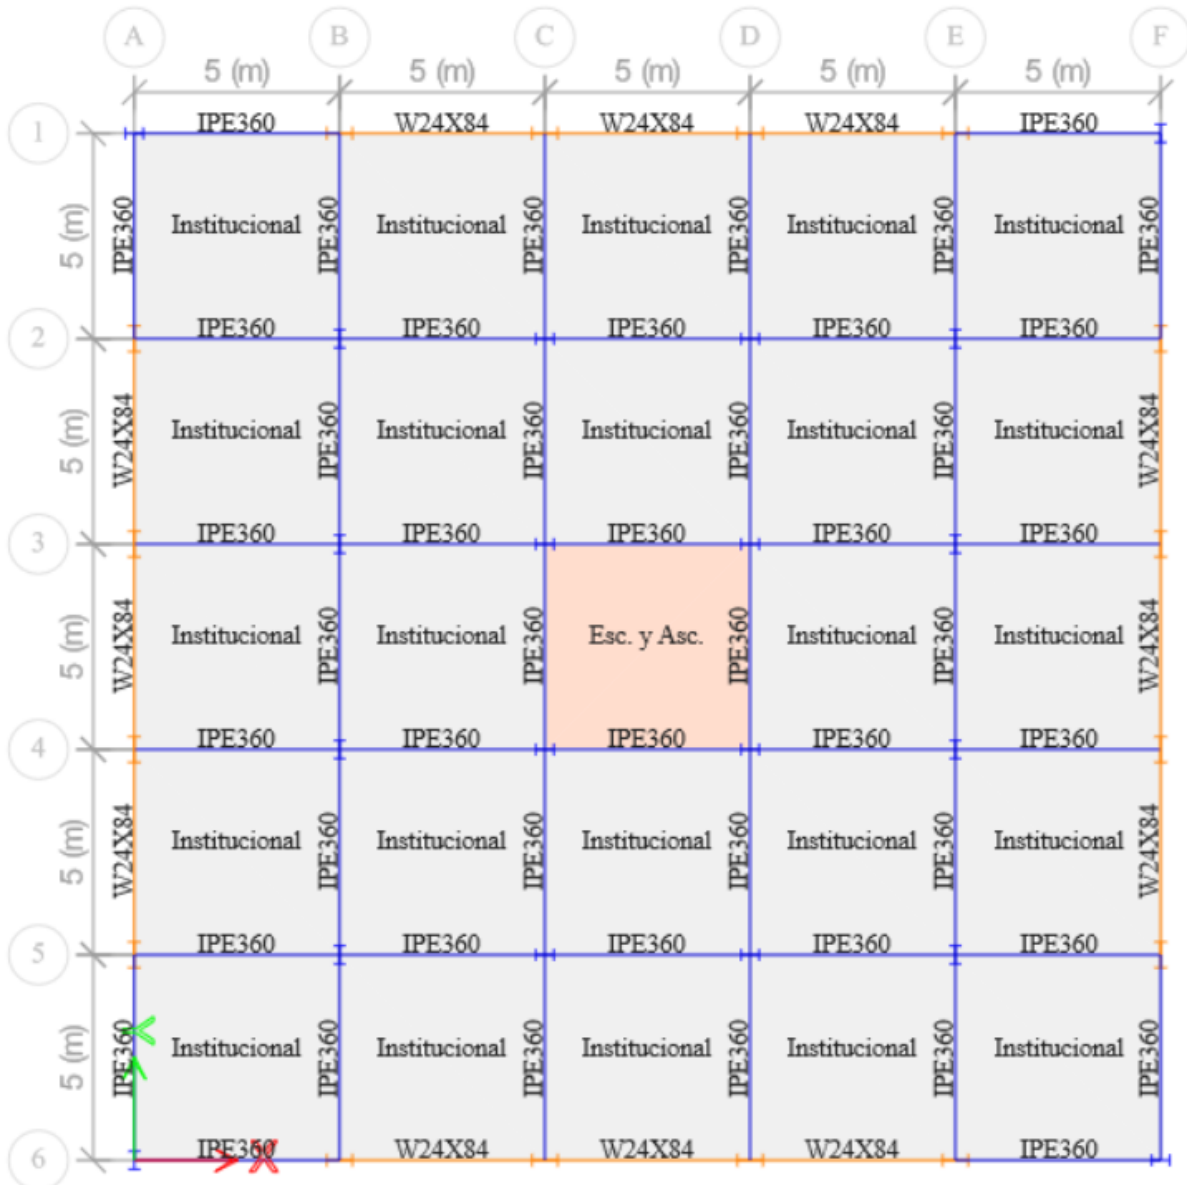 A B C D E F
5 (m) 5 (m) 5 (m) 5 (m) 5 (m)
1 IPE360 W24X84 W24X84 W24X84 IPE360
5 (m) IPE360 Institucional IPE360 Institucional IPE360 Institucional IPE360 Institucional IPE360 Institucional IPE360
2 IPE360 IPE360 IPE360 IPE360 IPE360
5 (m) W24X84 Institucional IPE360 Institucional IPE360 Institucional IPE360 Institucional IPE360 Institucional W24X84
3 IPE360 IPE360 IPE360 IPE360 IPE360
5 (m) W24X84 Institucional IPE360 Institucional IPE360 Esc. y Asc. IPE360 Institucional IPE360 Institucional W24X84
4 IPE360 IPE360 IPE360 IPE360 IPE360
5 (m) W24X84 Institucional IPE360 Institucional IPE360 Institucional IPE360 Institucional IPE360 Institucional W24X84
5 IPE360 IPE360 IPE360 IPE360 IPE360
Y
5 (m) IPE360 Institucional IPE360 Institucional IPE360 Institucional IPE360 Institucional IPE360 Institucional IPE360
6 IPE360 X W24X84 W24X84 W24X84 IPE360